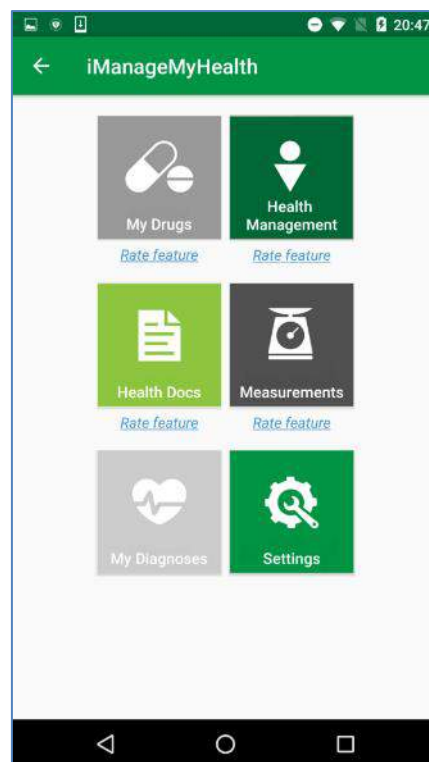 20:47
iManageMyHealth
My Drugs
Health
Management
Rate feature
Rate feature
Health Docs
Measurements
Rate feature
Rate feature
My Diagnoses
Settings